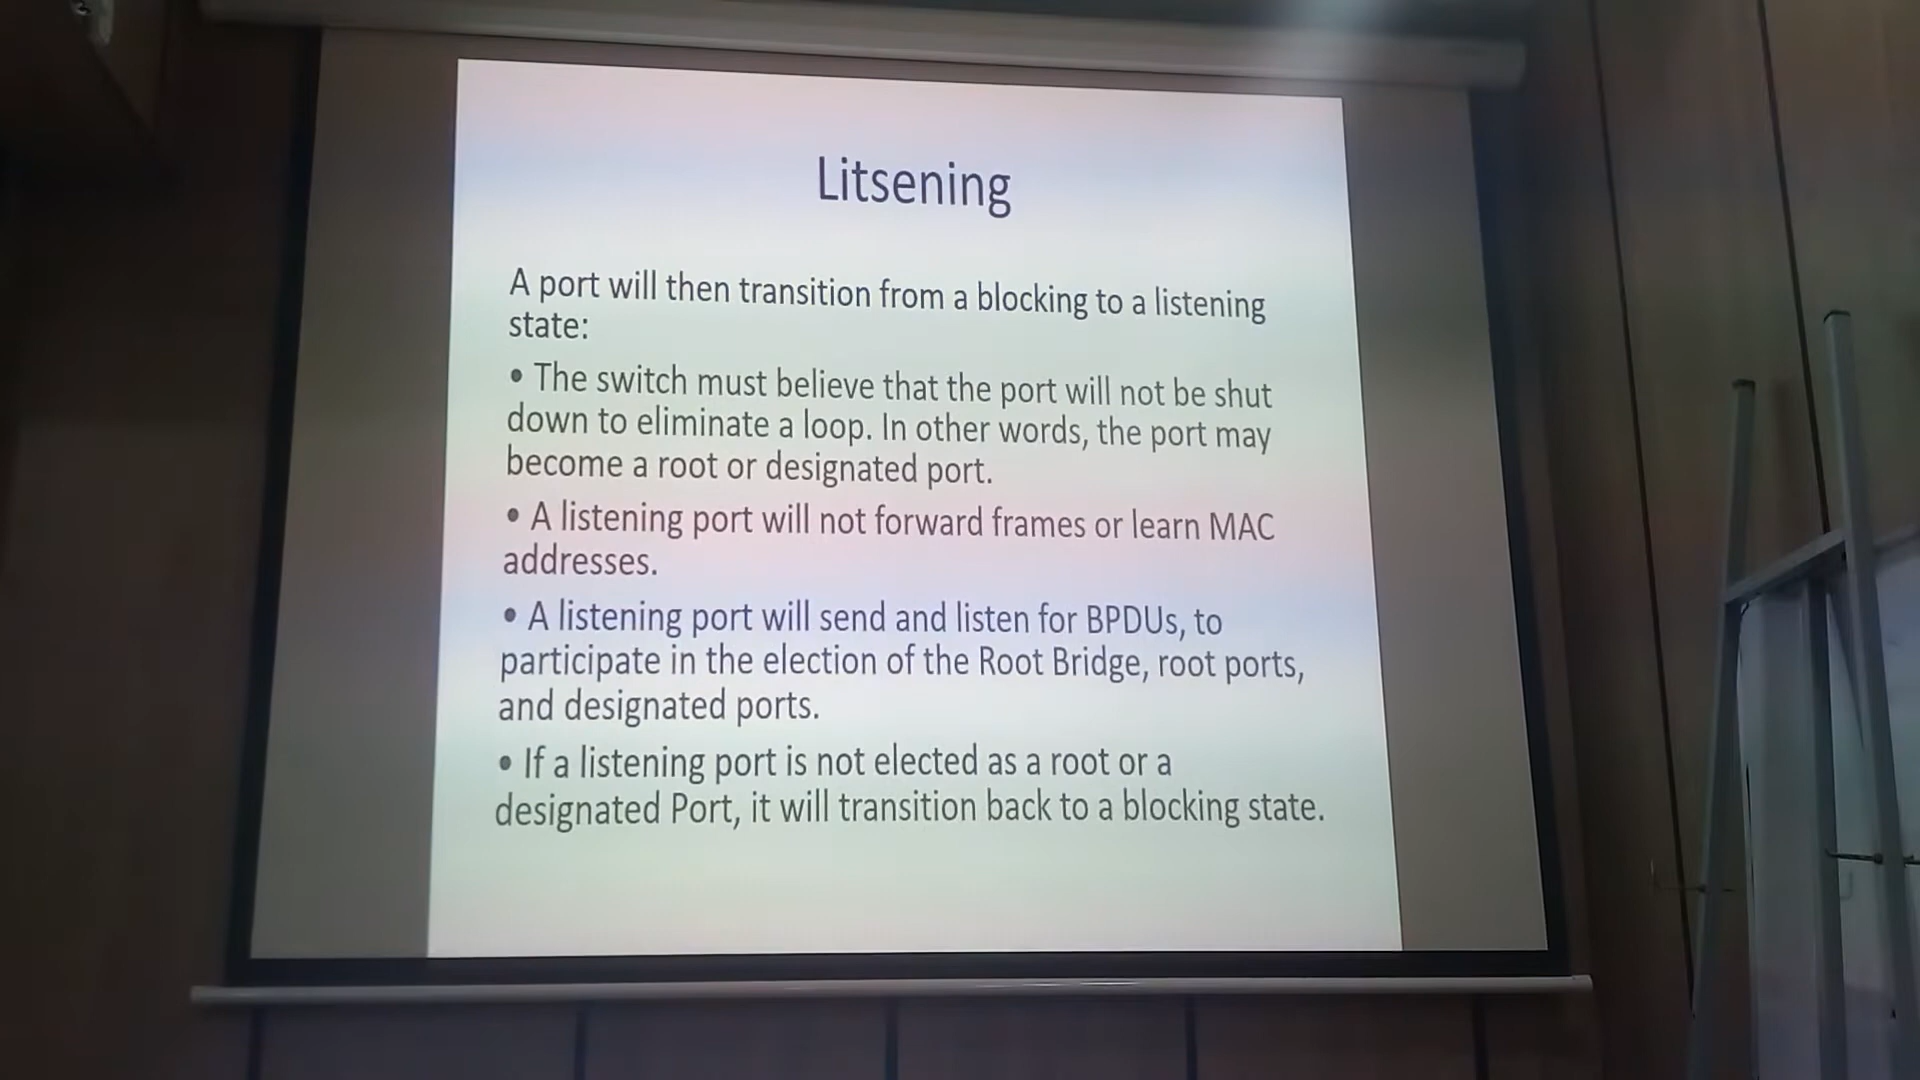 Litsening
A port will then transition from a blocking to a listening
state:
• The switch must believe that the port will not be shut
down to eliminate a loop. In other words, the port may
become a root or designated port.
• A listening port will not forward frames or learn MAC
addresses.
• A listening port will send and listen for BPDUs, to
participate in the election of the Root Bridge, root ports,
and designated ports.
• If a listening port is not elected as a root or a
designated Port, it will transition back to a blocking state.